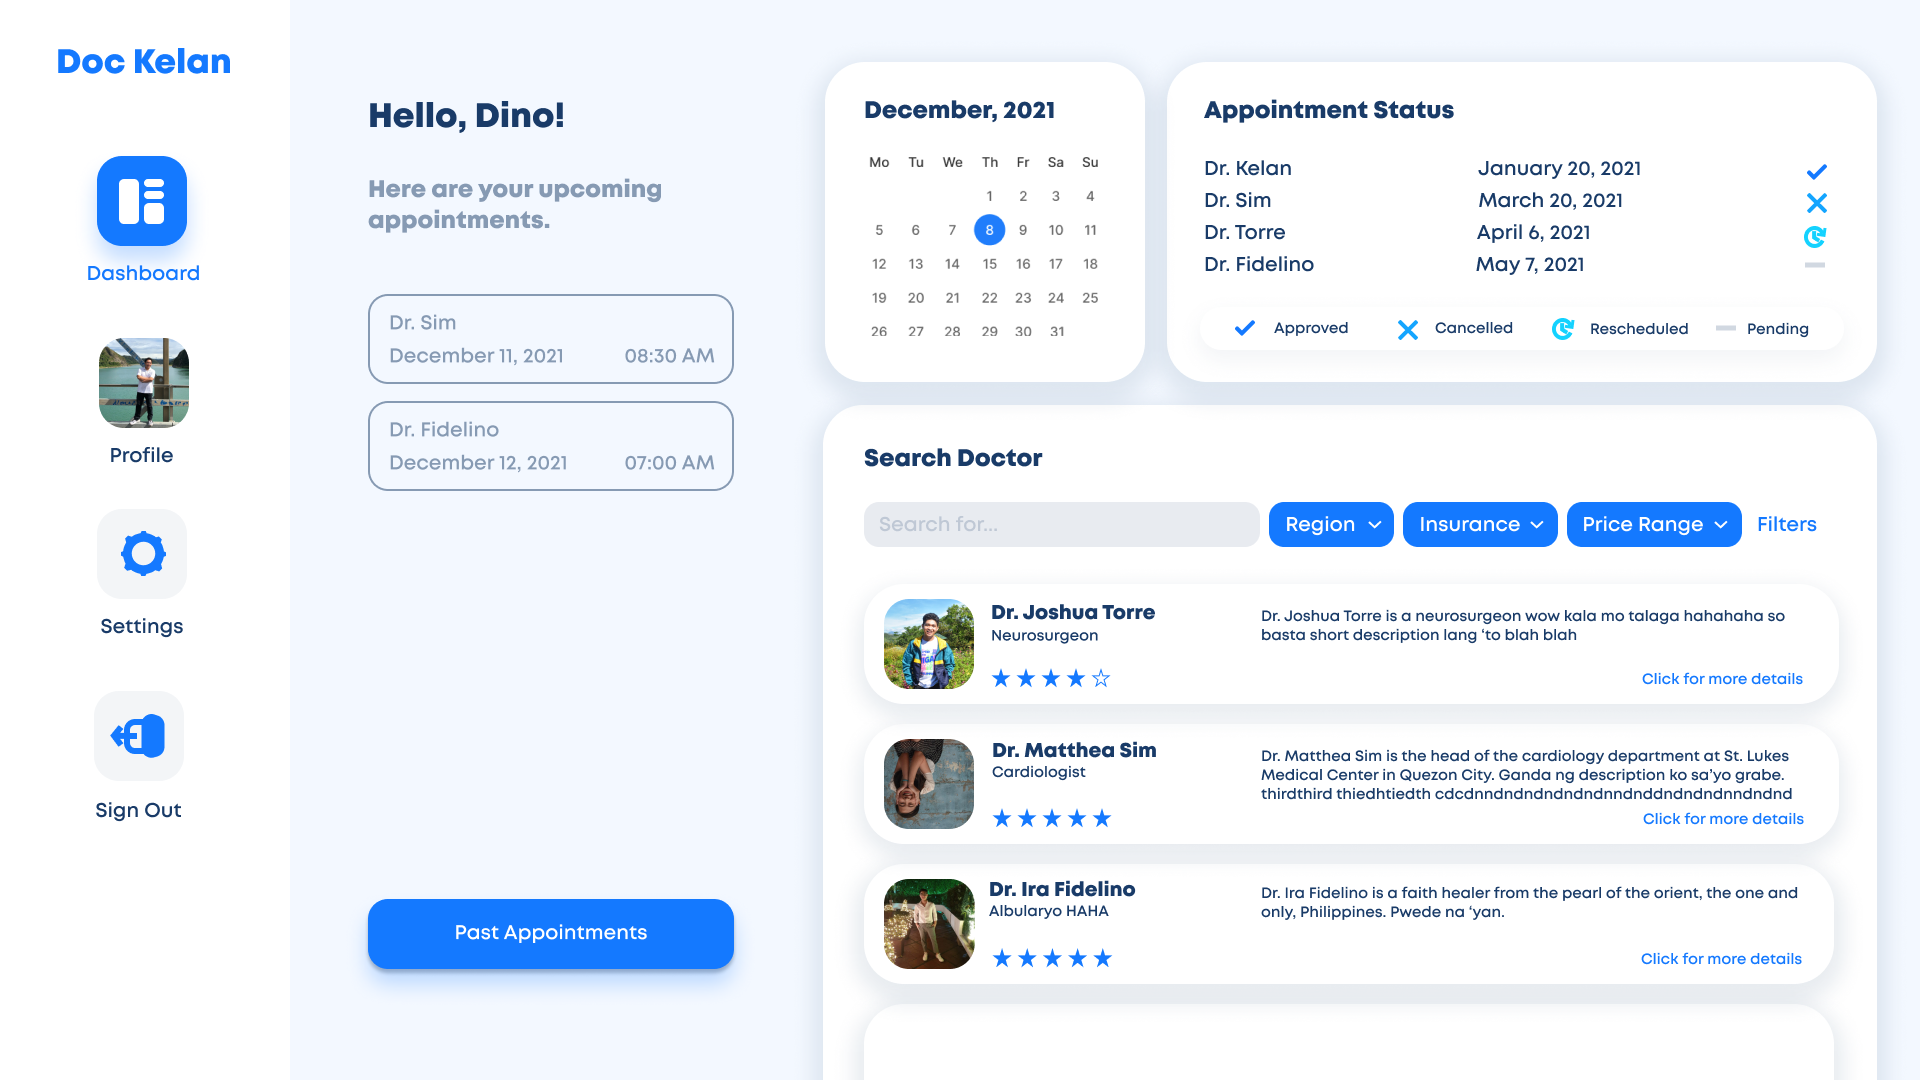 Doc Kelan
Dashboard
Profile
Settings
Sign Out
Hello, Dino!
Here are your upcoming
appointments.
Dr. Sim
December 11, 2021 08:30 AM
Dr. Fidelino
December 12, 2021 07:00 AM
Past Appointments
December, 2021
Mo Tu We Th Fr Sa Su
1 2 3 4
5 6 7 8 9 10 11
12 13 14 15 16 17 18
19 20 21 22 23 24 25
26 27 28 29 30 31
Appointment Status
Dr. Kelan January 20, 2021
Dr. Sim March 20, 2021
Dr. Torre April 6, 2021
Dr. Fidelino May 7, 2021
Approved Cancelled Rescheduled Pending
Search Doctor
Search for... Region Insurance Price Range Filters
Dr. Joshua Torre
Neurosurgeon
Dr. Joshua Torre is a neurosurgeon wow kala mo talaga hahahaha so
basta short description lang ‘to blah blah
Click for more details
Dr. Matthea Sim
Cardiologist
Dr. Matthea Sim is the head of the cardiology department at St. Lukes
Medical Center in Quezon City. Ganda ng description ko sa’yo grabe.
thirdthird thiedhtiedth cdcdnndndndndndndnndnddndndndnndndnd
Click for more details
Dr. Ira Fidelino
Albularyo HAHA
Dr. Ira Fidelino is a faith healer from the pearl of the orient, the one and
only, Philippines. Pwede na ‘yan.
Click for more details